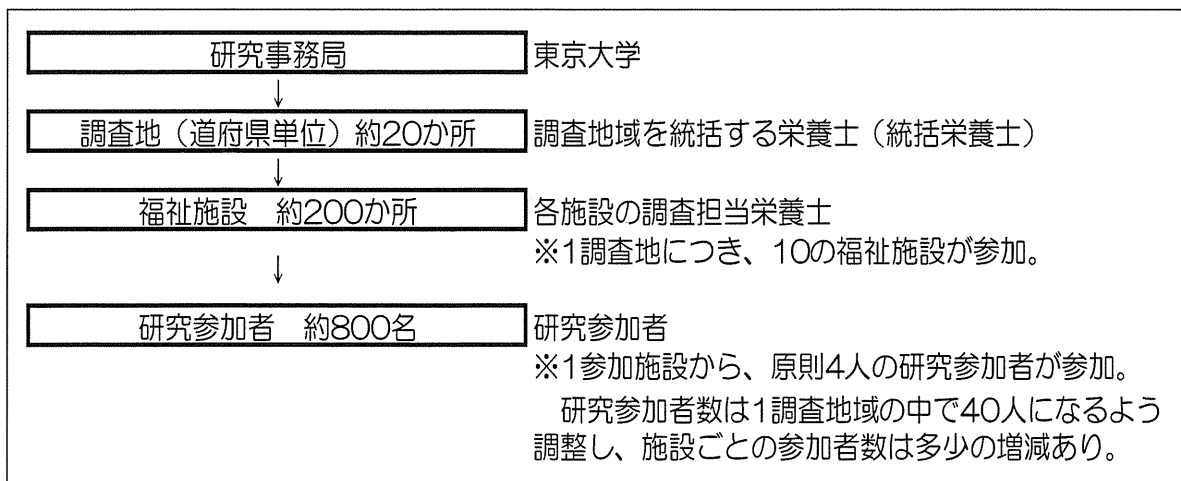 研究事務局 東京大学
↓
調査地（道府県単位）約20か所 調査地域を統括する栄養士（統括栄養士）
↓
福祉施設　約200か所 各施設の調査担当栄養士
※1調査地につき、10の福祉施設が参加。
↓
研究参加者　約800名 研究参加者
※1参加施設から、原則4人の研究参加者が参加。
研究参加者数は1調査地域の中で40人になるよう
調整し、施設ごとの参加者数は多少の増減あり。